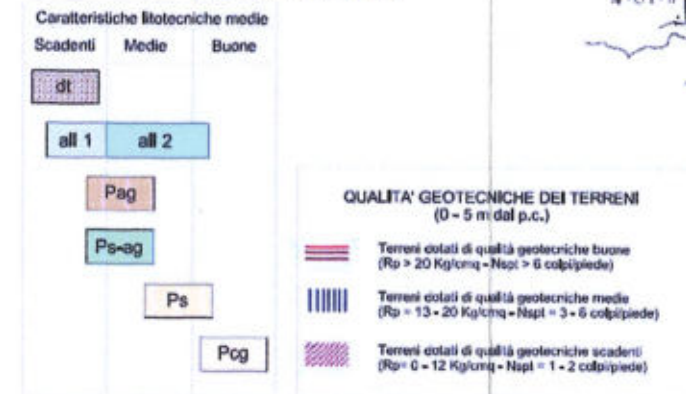 Caratteristiche litotecniche medie
Scadenti Medie Buone
dt
all 1 all 2
Pag
Ps-ag
Ps
Pcg
QUALITA' GEOTECNICHE DEI TERRENI
(0 - 5 m dal p.c.)
Terreni dotati di qualità geotecniche buone
(Rp > 20 Kg/cmq - Nspt > 6 colpi/piede)
Terreni dotati di qualità geotecniche medie
(Rp = 13 - 20 Kg/cmq - Nspt = 3 - 6 colpi/piede)
Terreni dotati di qualità geotecniche scadenti
(Rp= 0 - 12 Kg/cmq - Nspt = 1 - 2 colpi/piede)